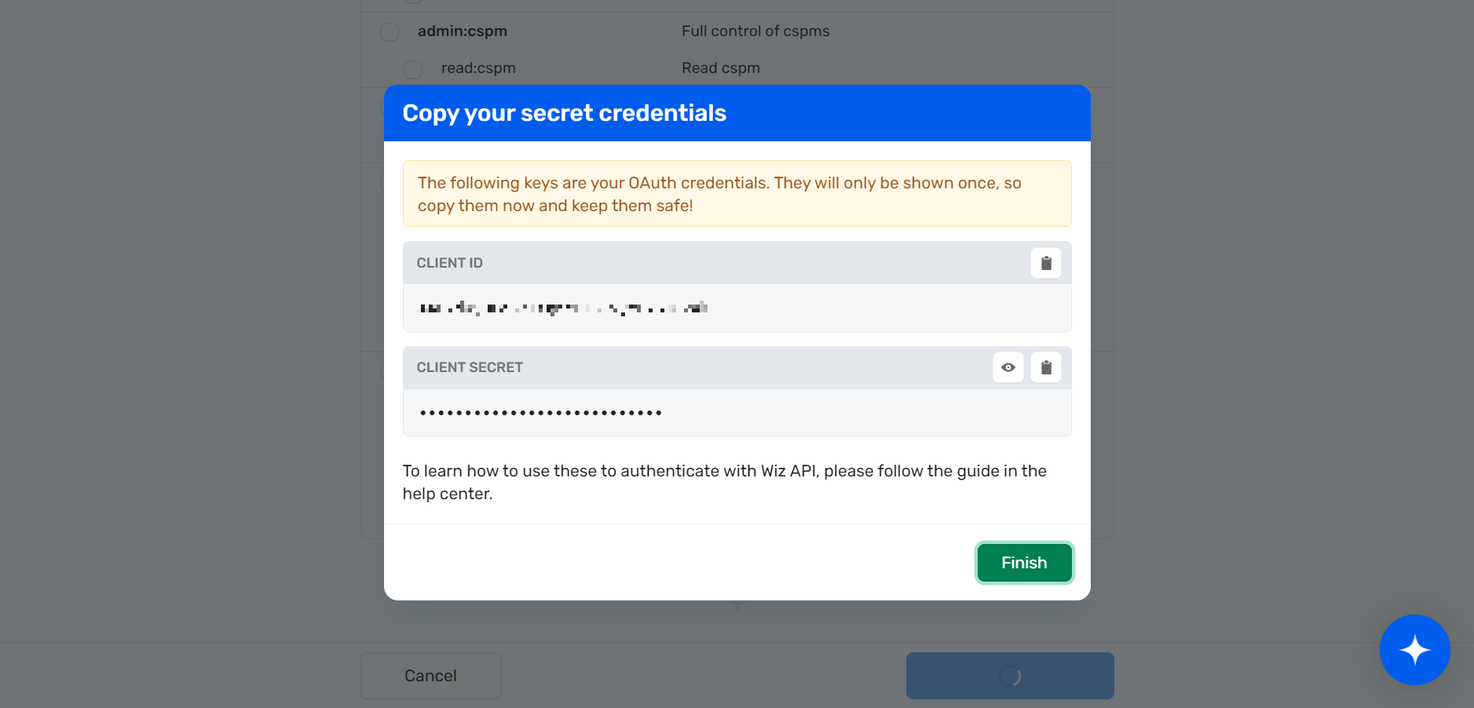 admin:cspm Full control of cspms
read:cspm Read cspm
Copy your secret credentials
The following keys are your OAuth credentials. They will only be shown once, so
copy them now and keep them safe!
CLIENT ID
CLIENT SECRET
••••••••••••••••••••••••••••
To learn how to use these to authenticate with Wiz API, please follow the guide in the
help center.
Finish
Cancel